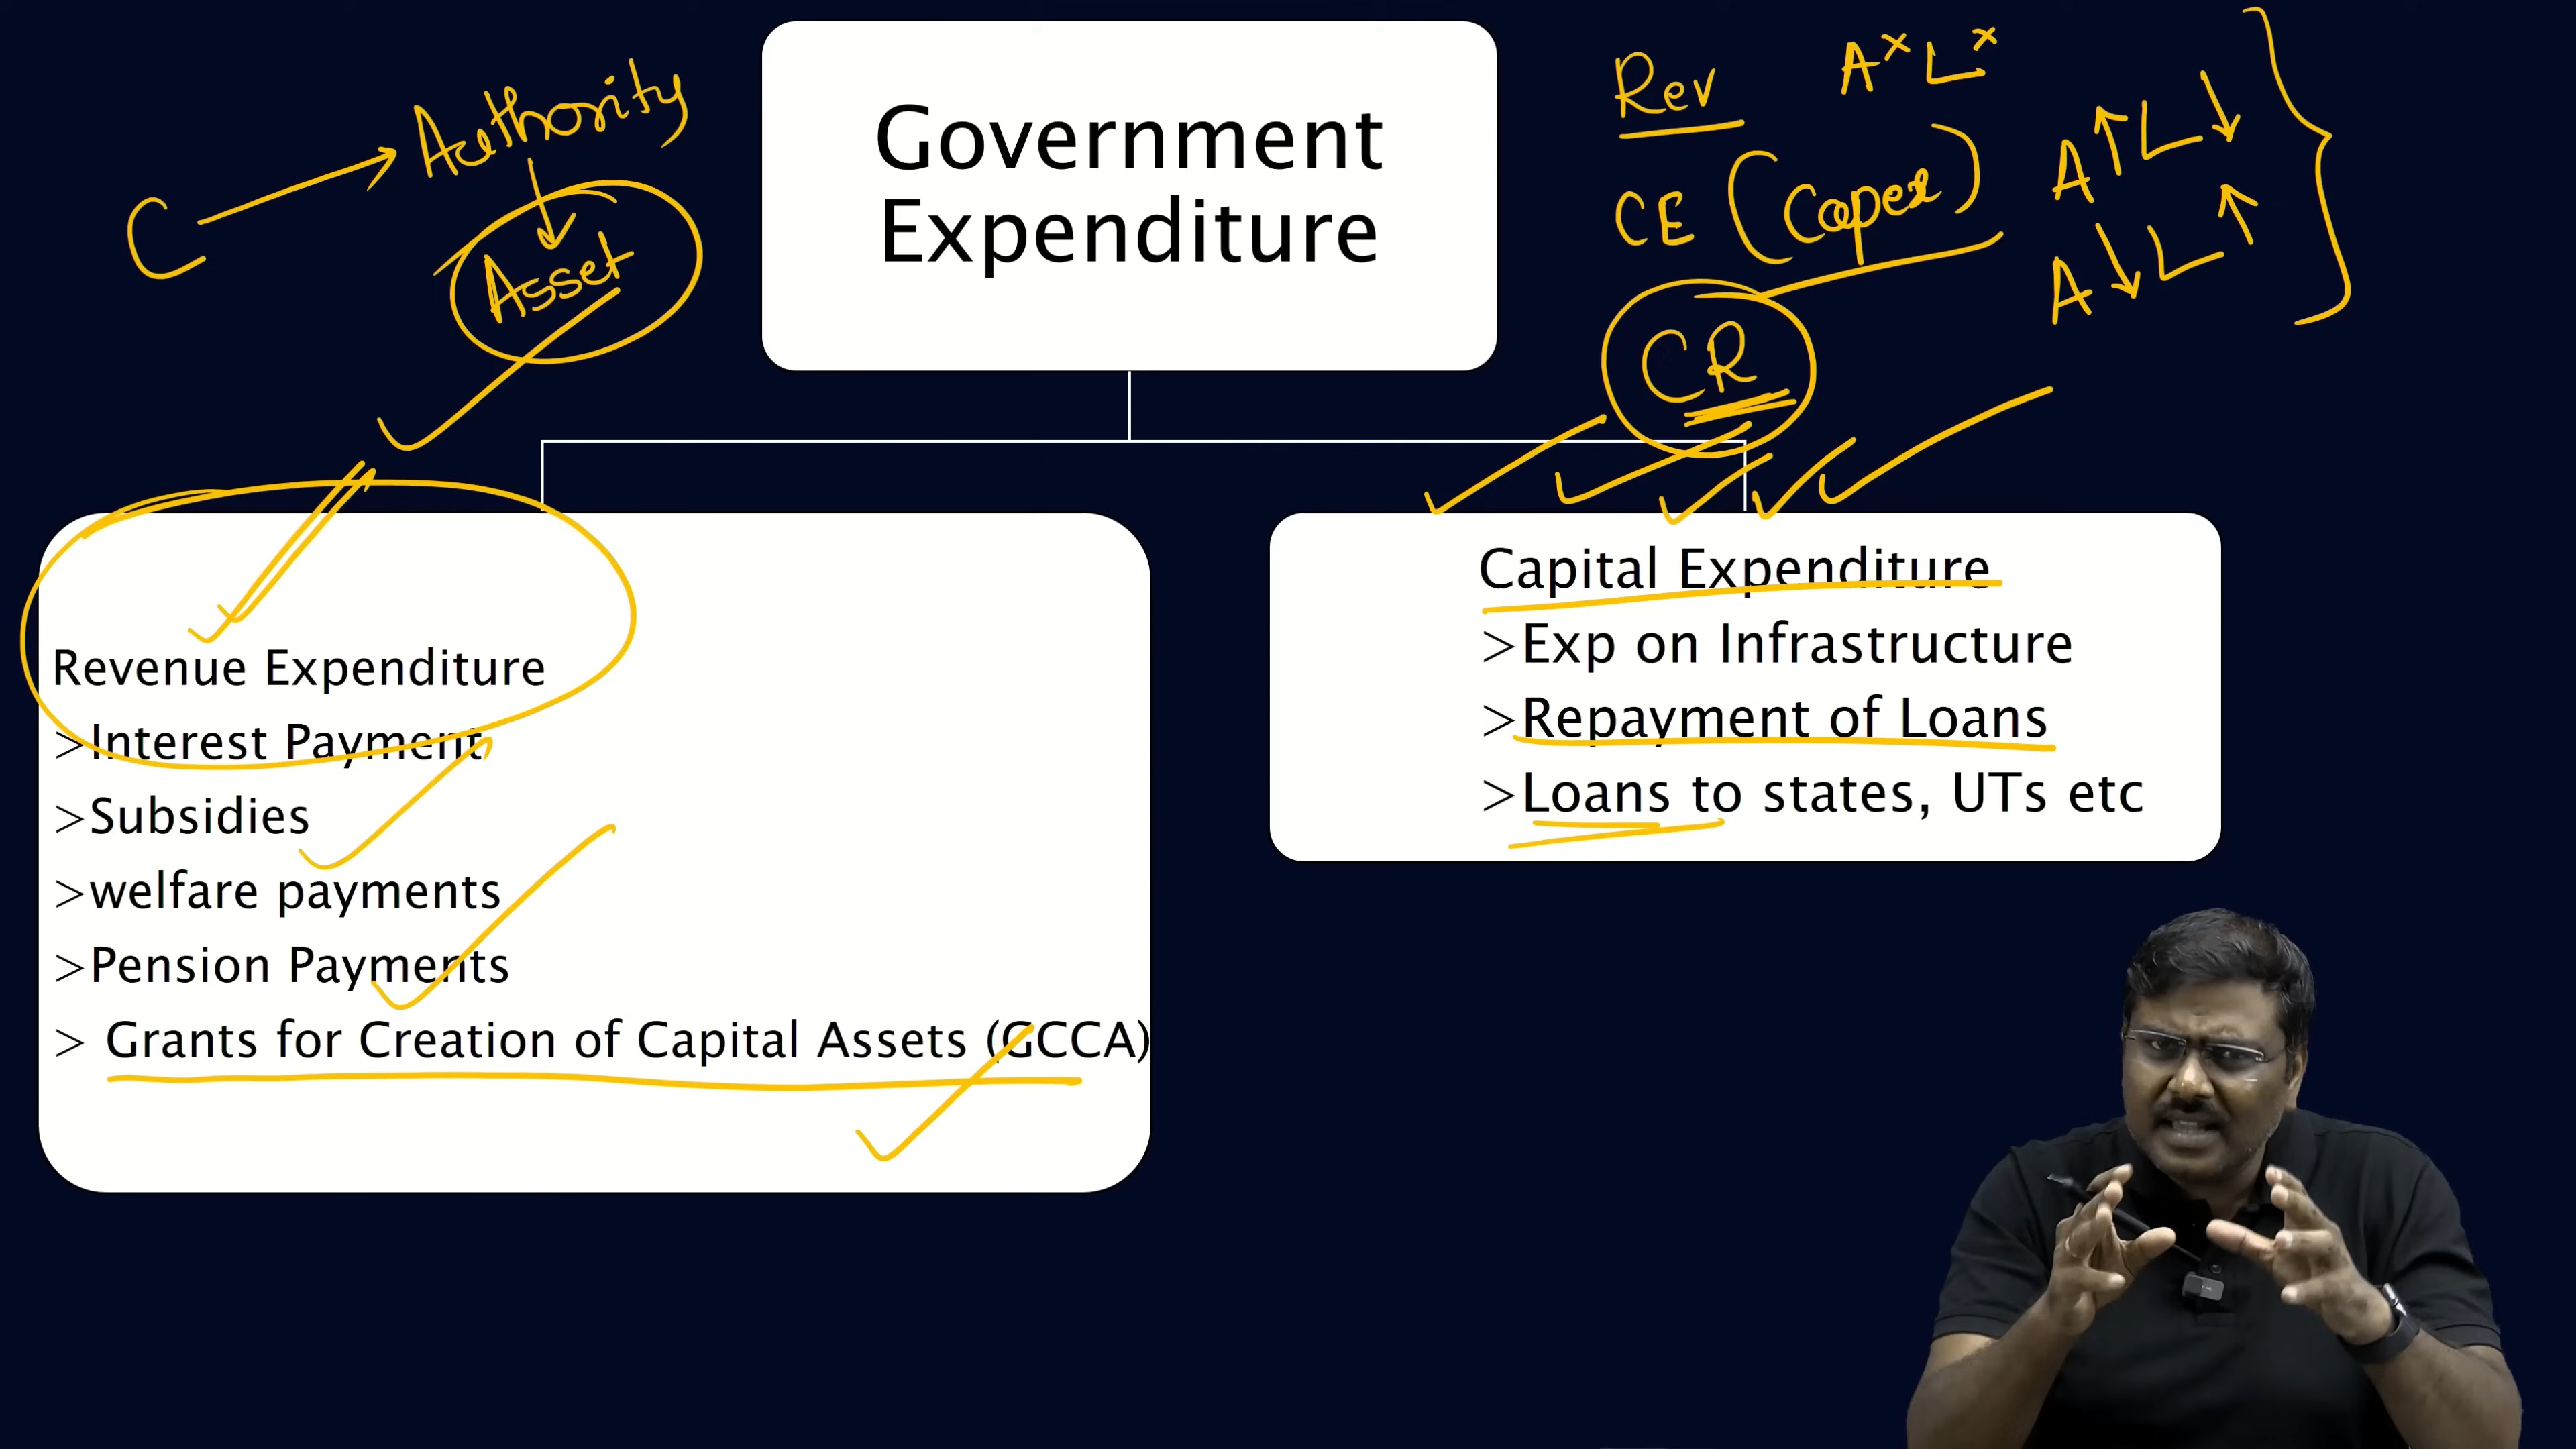 Government
Expenditure
C → Authority
↓
Asset
Rev A× L×
CE (Capex) A↑ L↓
A↓ L↑
CR
Revenue Expenditure
>Interest Payment
>Subsidies
>welfare payments
>Pension Payments
> Grants for Creation of Capital Assets (GCCA)
Capital Expenditure
>Exp on Infrastructure
>Repayment of Loans
>Loans to states, UTs etc